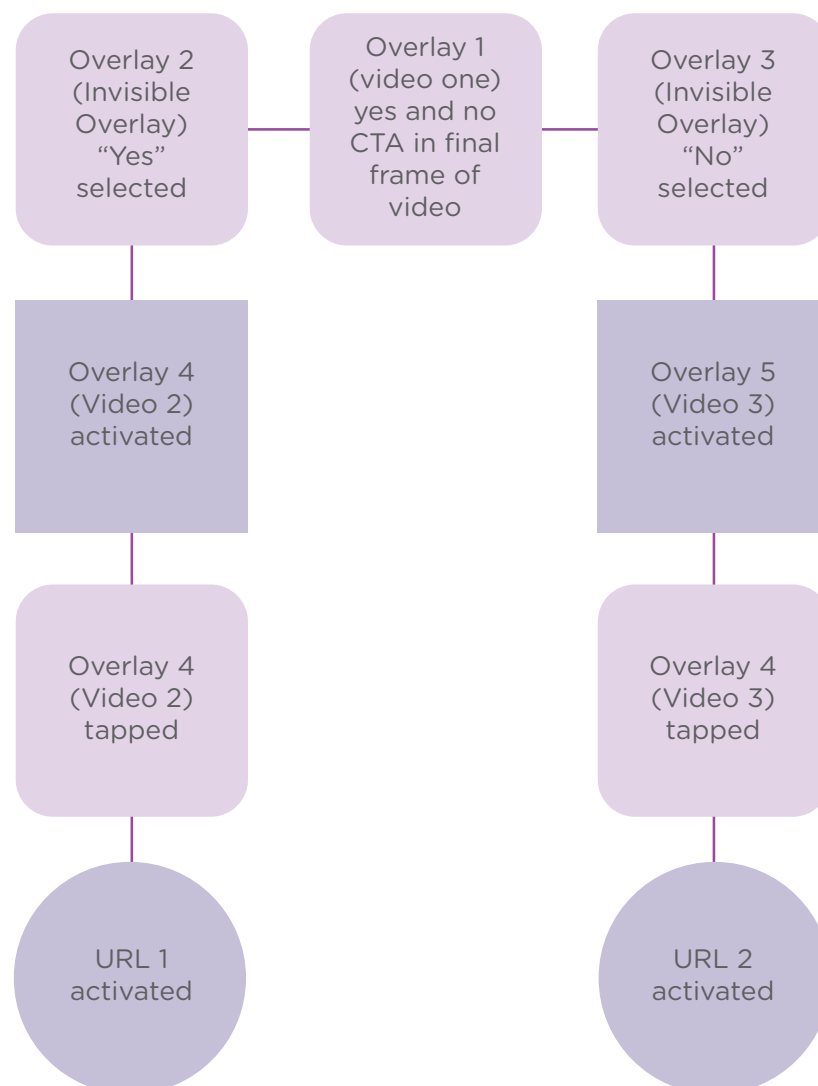 Overlay 2
(Invisible
Overlay)
“Yes”
selected
Overlay 1
(video one)
yes and no
CTA in final
frame of
video
Overlay 3
(Invisible
Overlay)
“No”
selected
Overlay 4
(Video 2)
activated
Overlay 5
(Video 3)
activated
Overlay 4
(Video 2)
tapped
Overlay 4
(Video 3)
tapped
URL 1
activated
URL 2
activated